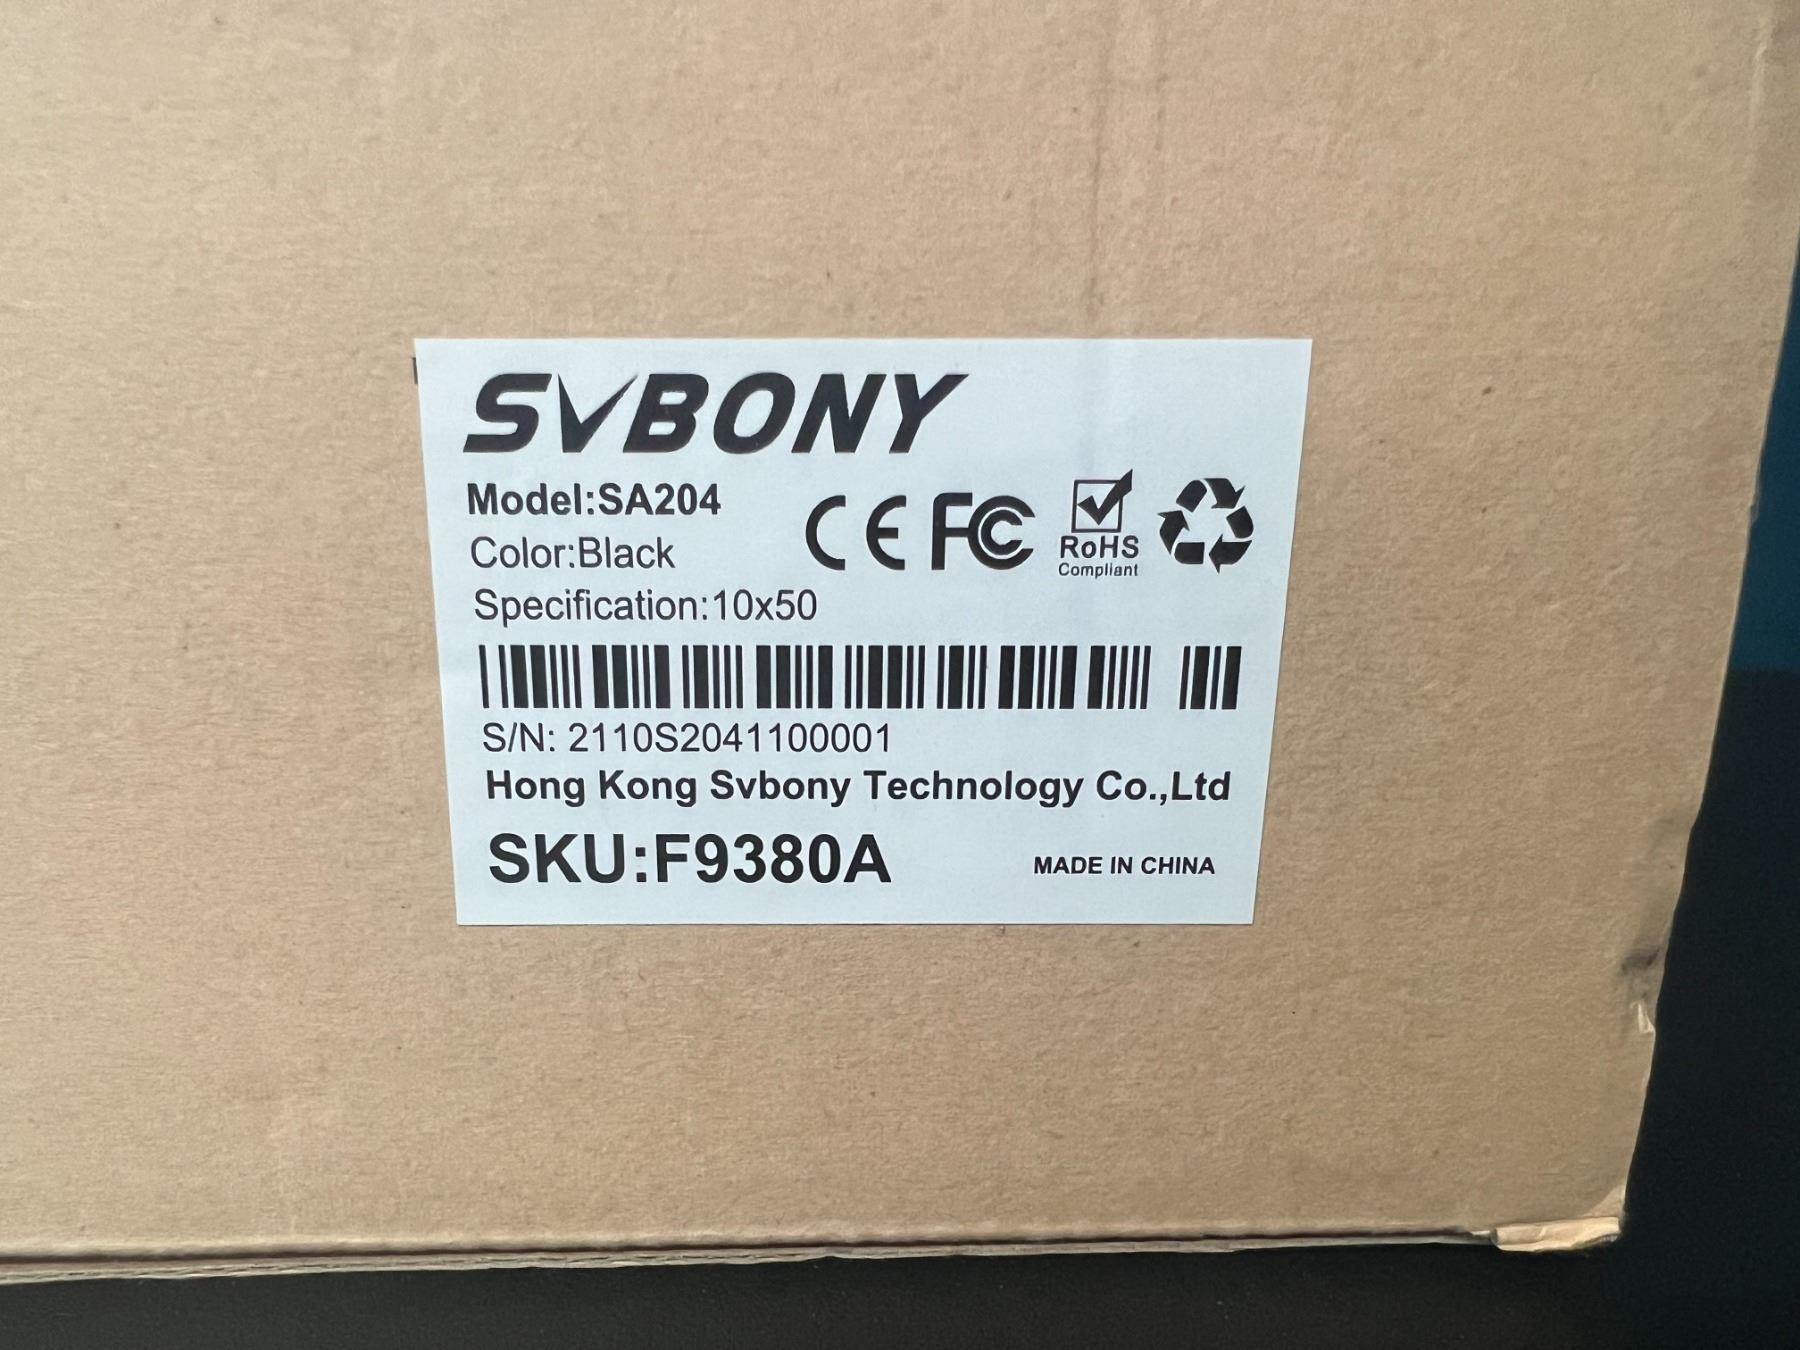 SVBONY
Model:SA204
Color:Black
CE FC
RoHS
Compliant
Specification:10x50
S/N: 2110S2041100001
Hong Kong Svbony Technology Co.,Ltd
SKU:F9380A
MADE IN CHINA